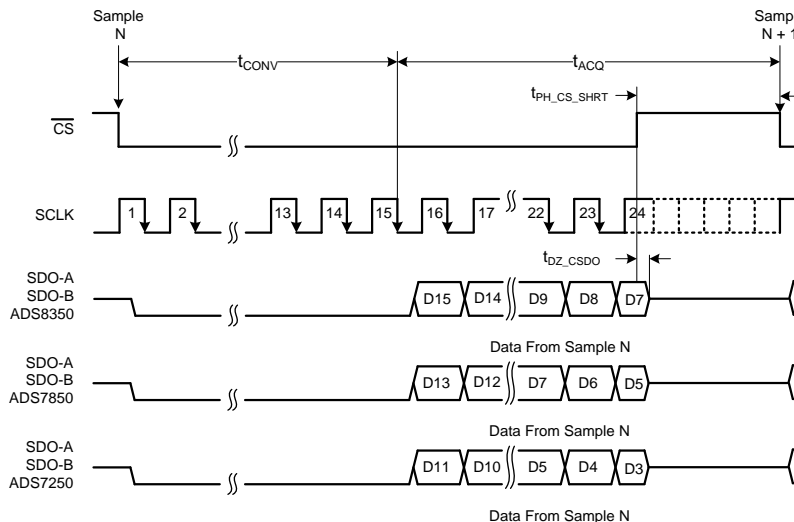 Sample
N
Samp
N + 1
tCONV
tACQ
tPH_CS_SHRT
CS
SCLK
1 2 13 14 15 16 17 22 23 24
tDZ_CSDO
SDO-A
SDO-B
ADS8350
D15 D14 D9 D8 D7
Data From Sample N
SDO-A
SDO-B
ADS7850
D13 D12 D7 D6 D5
Data From Sample N
SDO-A
SDO-B
ADS7250
D11 D10 D5 D4 D3
Data From Sample N